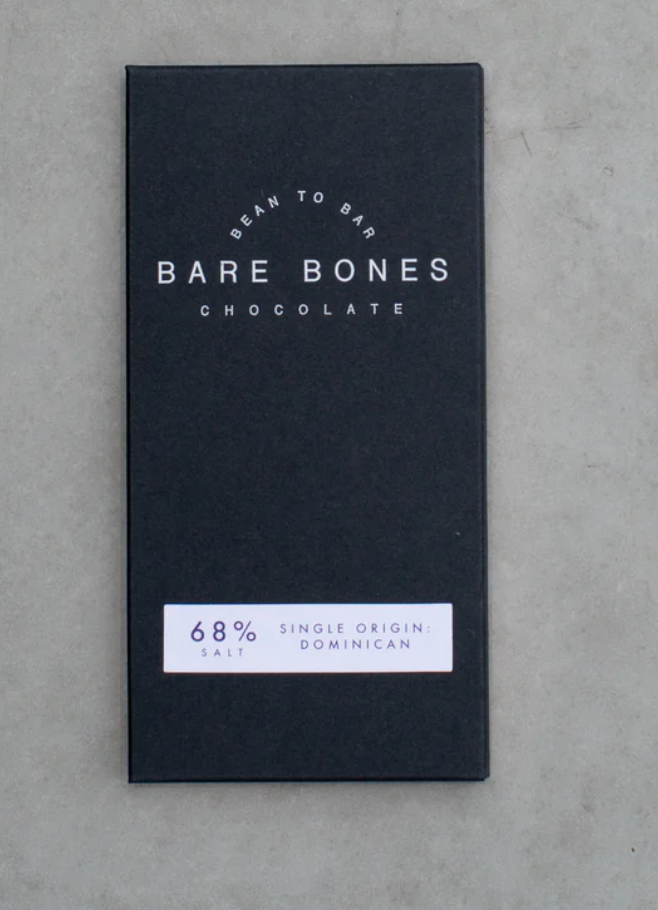 BEAN TO BAR
BARE BONES
CHOCOLATE
68%
SALT
SINGLE ORIGIN:
DOMINICAN